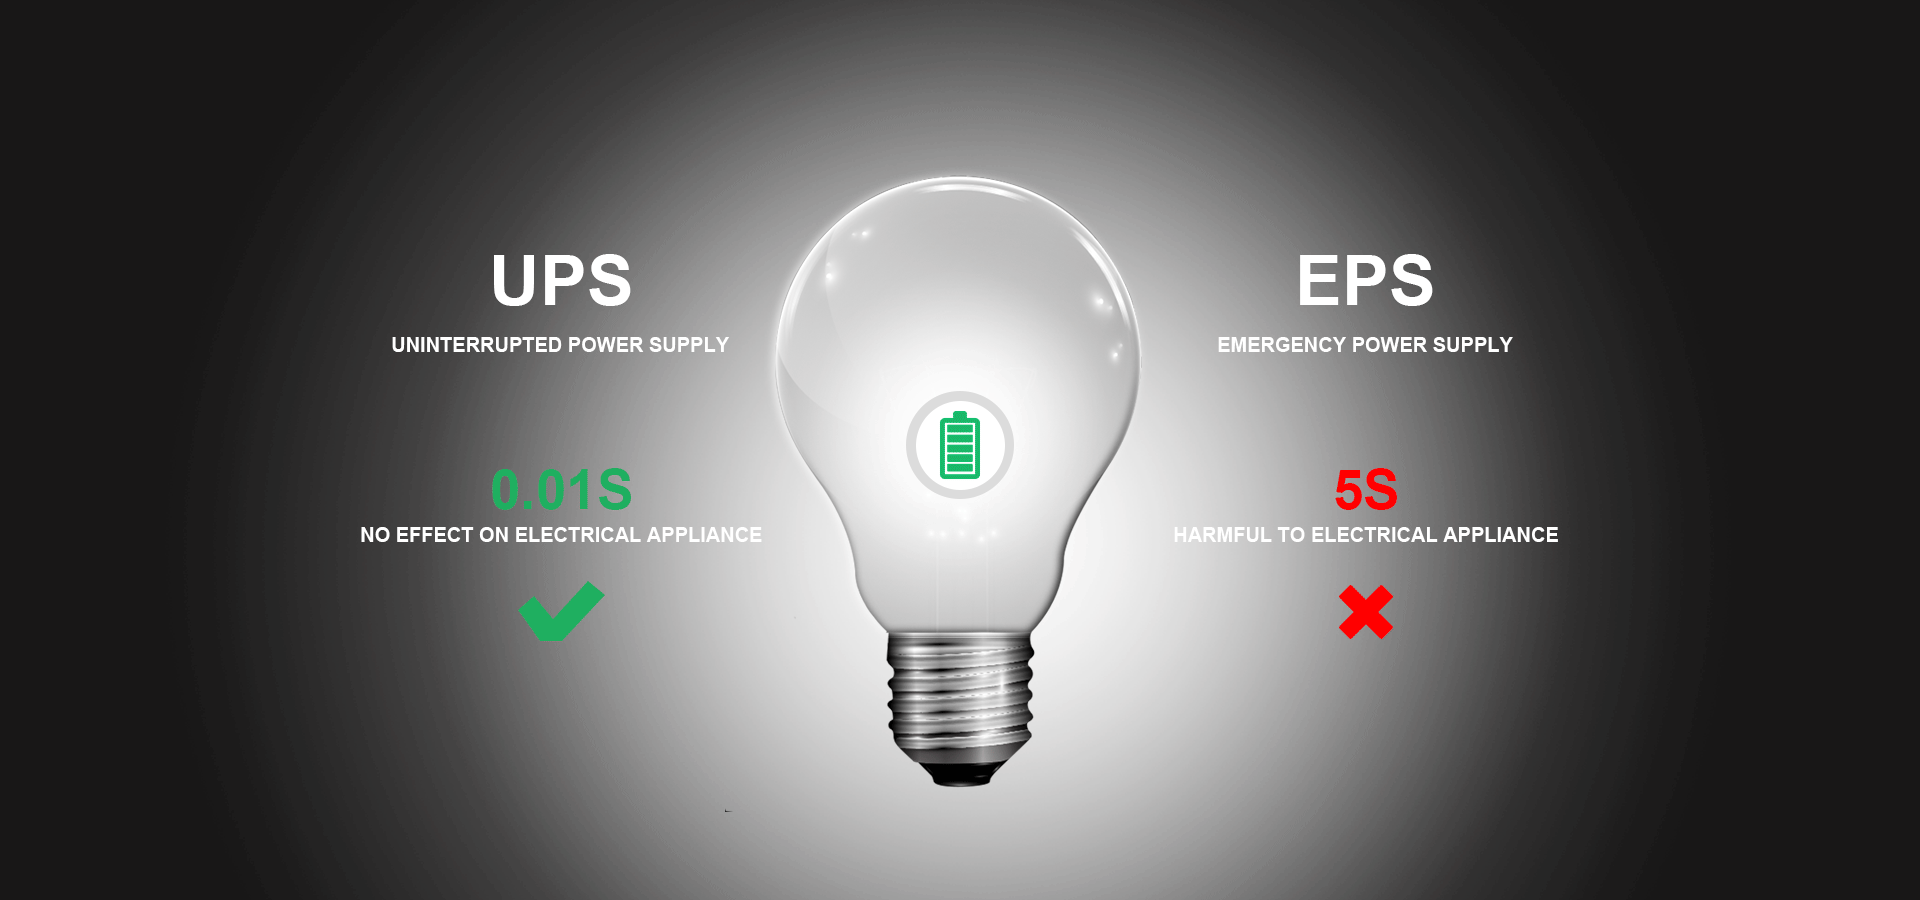 UPS
UNINTERRUPTED POWER SUPPLY
0.01S
NO EFFECT ON ELECTRICAL APPLIANCE
EPS
EMERGENCY POWER SUPPLY
5S
HARMFUL TO ELECTRICAL APPLIANCE